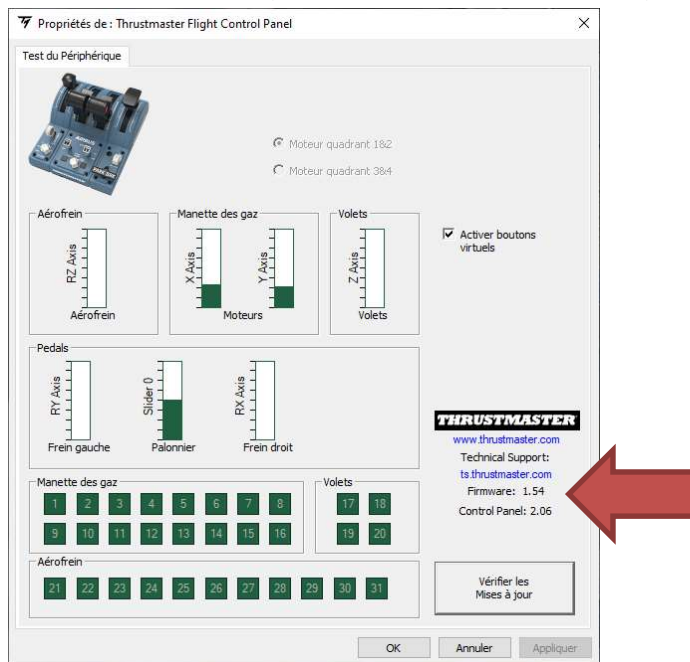 Propriétés de : Thrustmaster Flight Control Panel
Test du Périphérique
AIRBUS
Moteur quadrant 1&2
Moteur quadrant 3&4
Aérofrein
RZ Axis
Aérofrein
Manette des gaz
X Axis
Y Axis
Moteurs
Volets
Z Axis
Volets
Activer boutons
virtuels
Pedals
RY Axis
Frein gauche
Slider 0
Palonnier
RX Axis
Frein droit
THRUSTMASTER
www.thrustmaster.com
Technical Support:
ts.thrustmaster.com
Firmware: 1.54
Control Panel: 2.06
Manette des gaz
1 2 3 4 5 6 7 8
9 10 11 12 13 14 15 16
Volets
17 18
19 20
Aérofrein
21 22 23 24 25 26 27 28 29 30 31
Vérifier les
Mises à jour
OK
Annuler
Appliquer